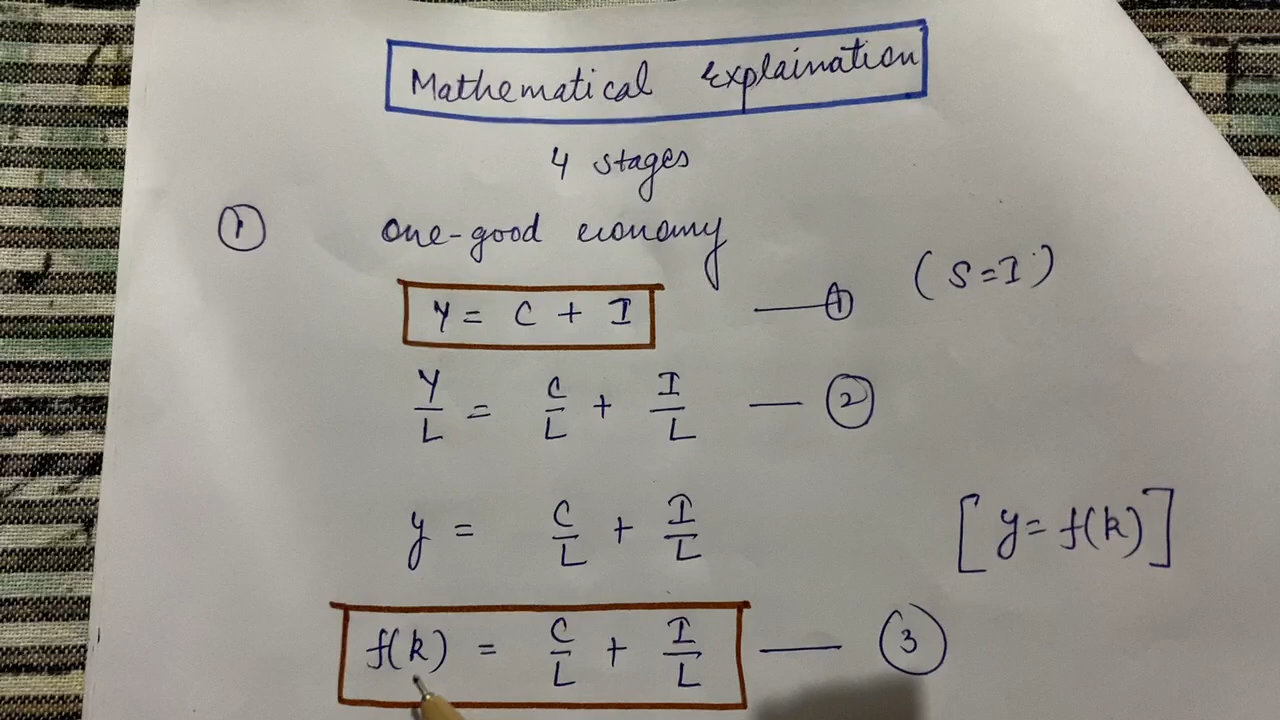 Mathematical Explaination
4 stages
① one-good economy
Y = C + I —— ① (S=I)
Y/L = C/L + I/L — ②
y = C/L + I/L [y= f(k)]
f(k) = C/L + I/L —— ③